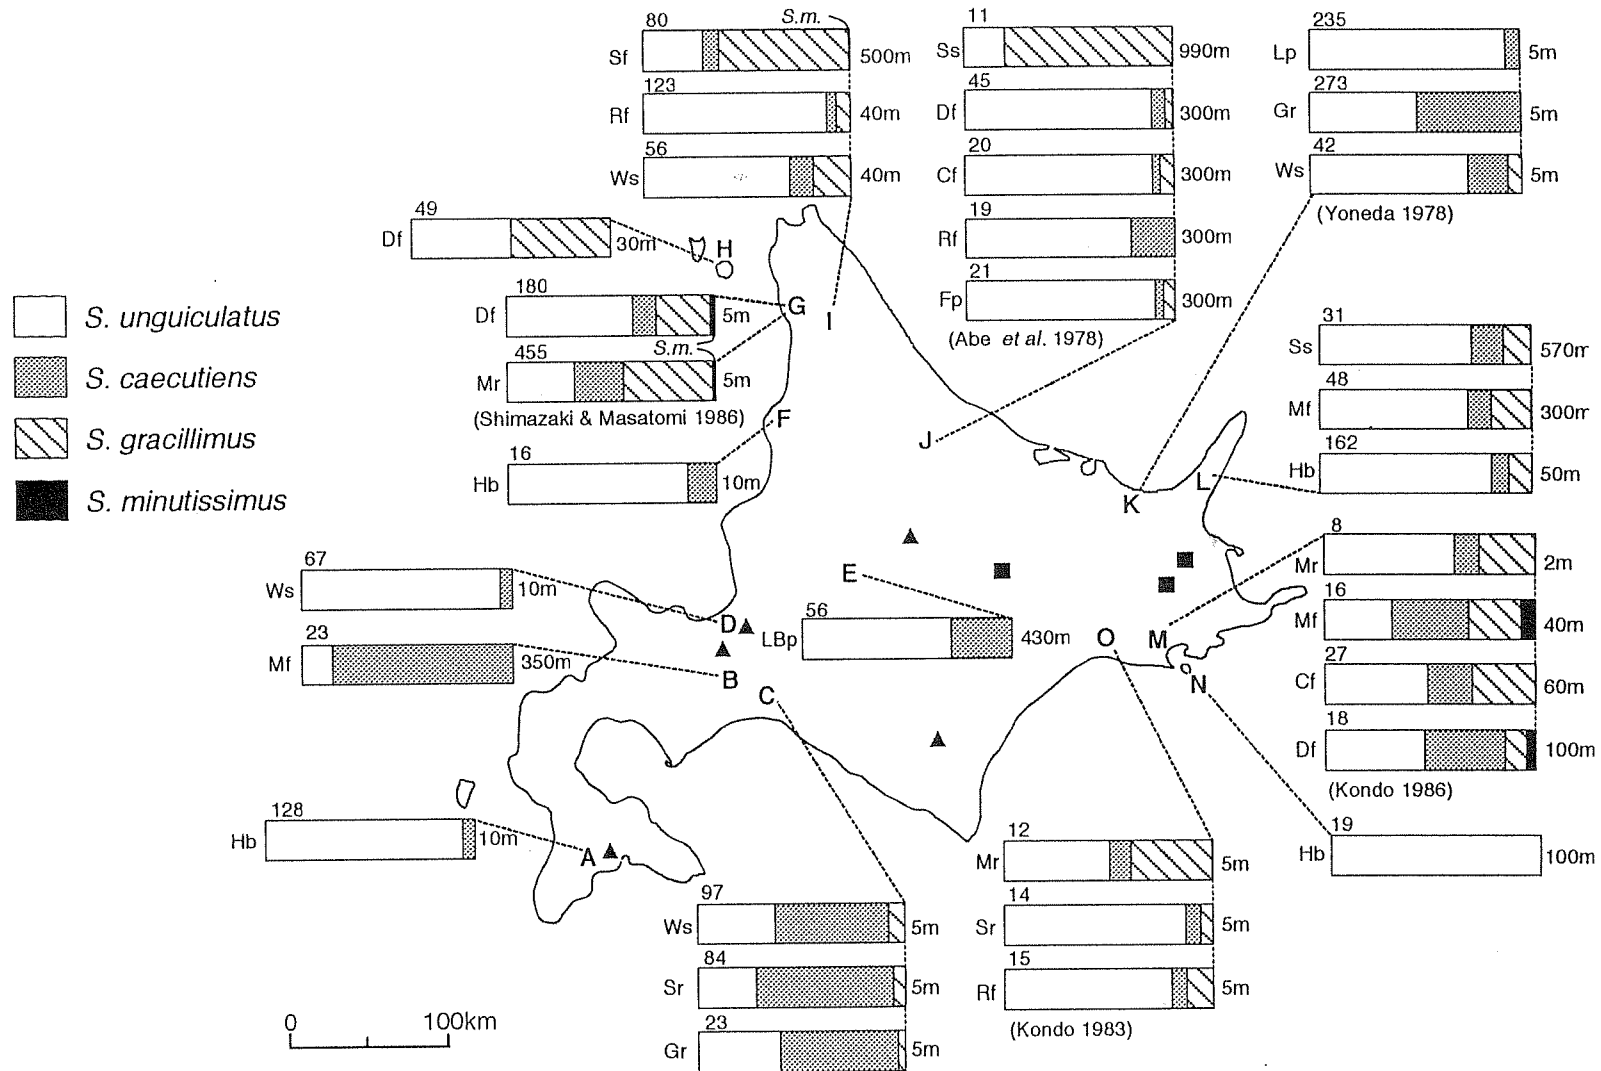 80 S.m.
Sf 500m
123
Rf 40m
56
Ws 40m
11
Ss 990m
45
Df 300m
20
Cf 300m
19
Rf 300m
21
Fp 300m
(Abe et al. 1978)
235
Lp 5m
273
Gr 5m
42
Ws 5m
(Yoneda 1978)
49
Df 30m
H
180
Df 5m
S.m.
455
Mr 5m
(Shimazaki & Masatomi 1986)
G
I
F
16
Hb 10m
S. unguiculatus
S. caecutiens
S. gracillimus
S. minutissimus
J
K
L
31
Ss 570m
48
Mf 300m
162
Hb 50m
67
Ws 10m
23
Mf 350m
D
B
C
E
56
LBp 430m
O
M
N
8
Mr 2m
16
Mf 40m
27
Cf 60m
18
Df 100m
(Kondo 1986)
19
Hb 100m
128
Hb 10m
A
97
Ws 5m
84
Sr 5m
23
Gr 5m
12
Mr 5m
14
Sr 5m
15
Rf 5m
(Kondo 1983)
0 100km